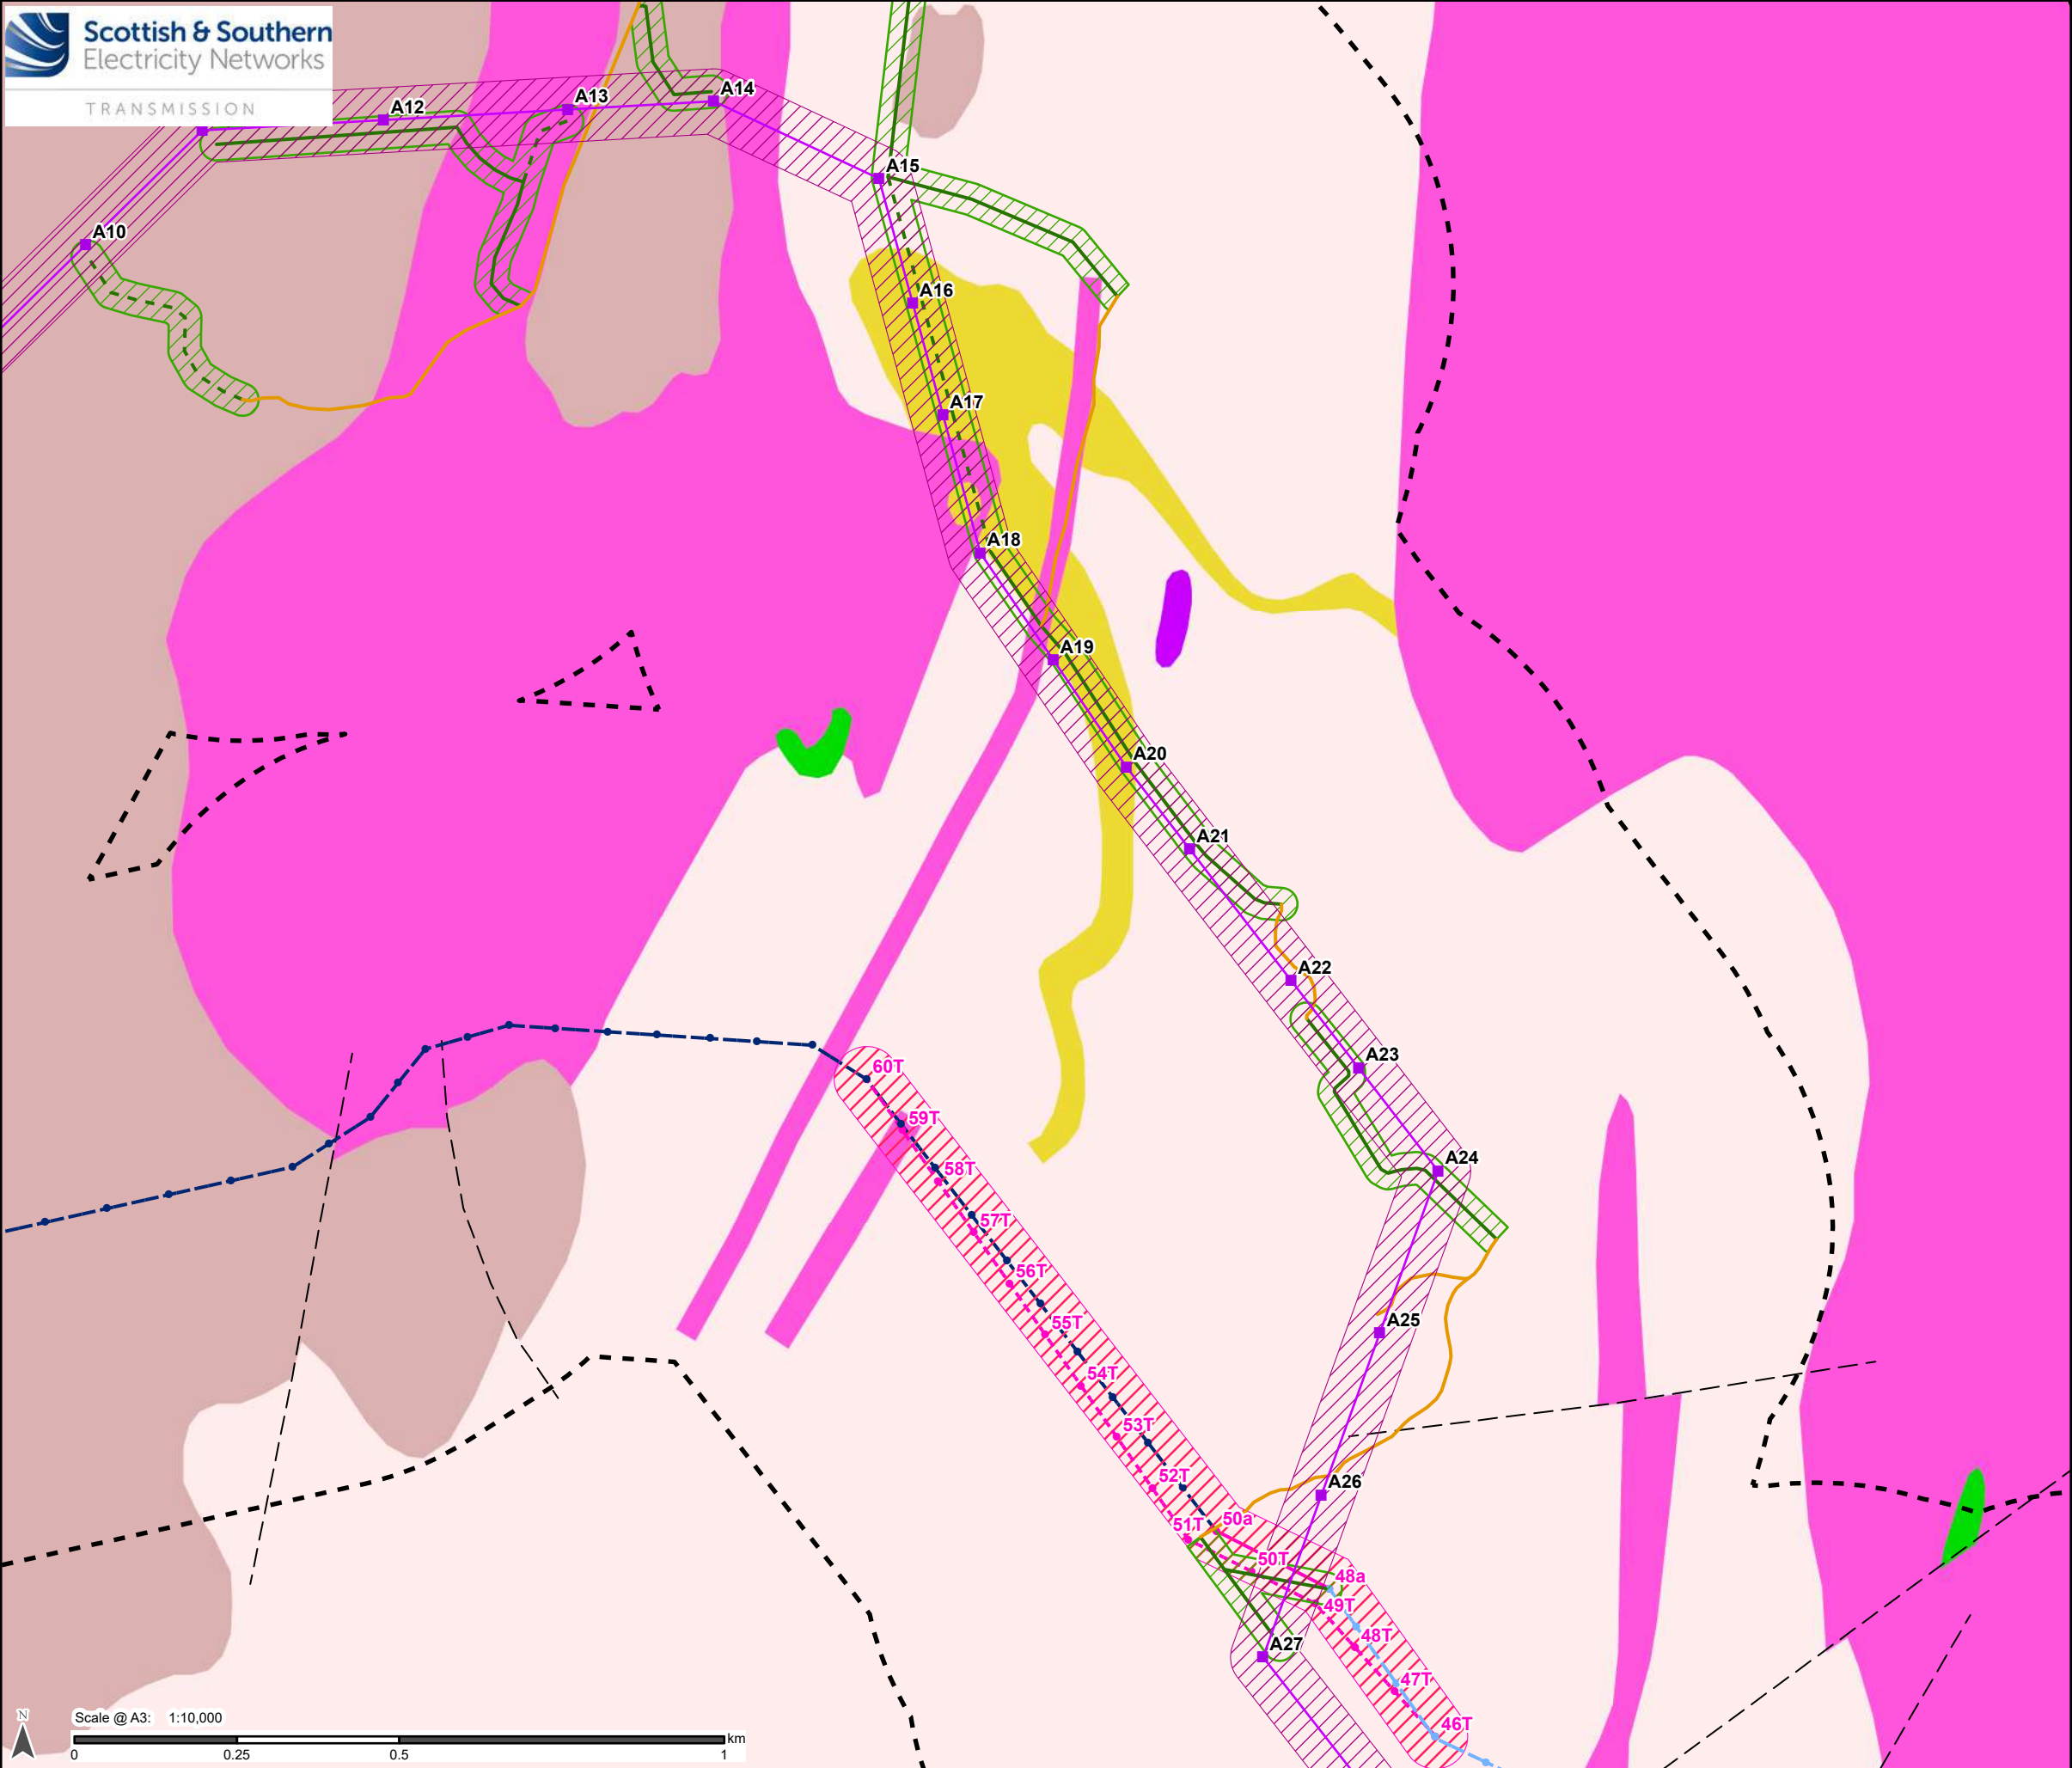 Scottish & Southern
Electricity Networks
TRANSMISSION
A14
A13
A12
A15
A10
A16
A17
A18
A19
A20
A21
A22
A23
60T
59T
A24
58T
57T
56T
55T
A25
54T
53T
52T
A26
50a
51T
50T
48a
49T
48T
A27
47T
46T
N
Scale @ A3: 1:10,000
km
0 0.25 0.5 1